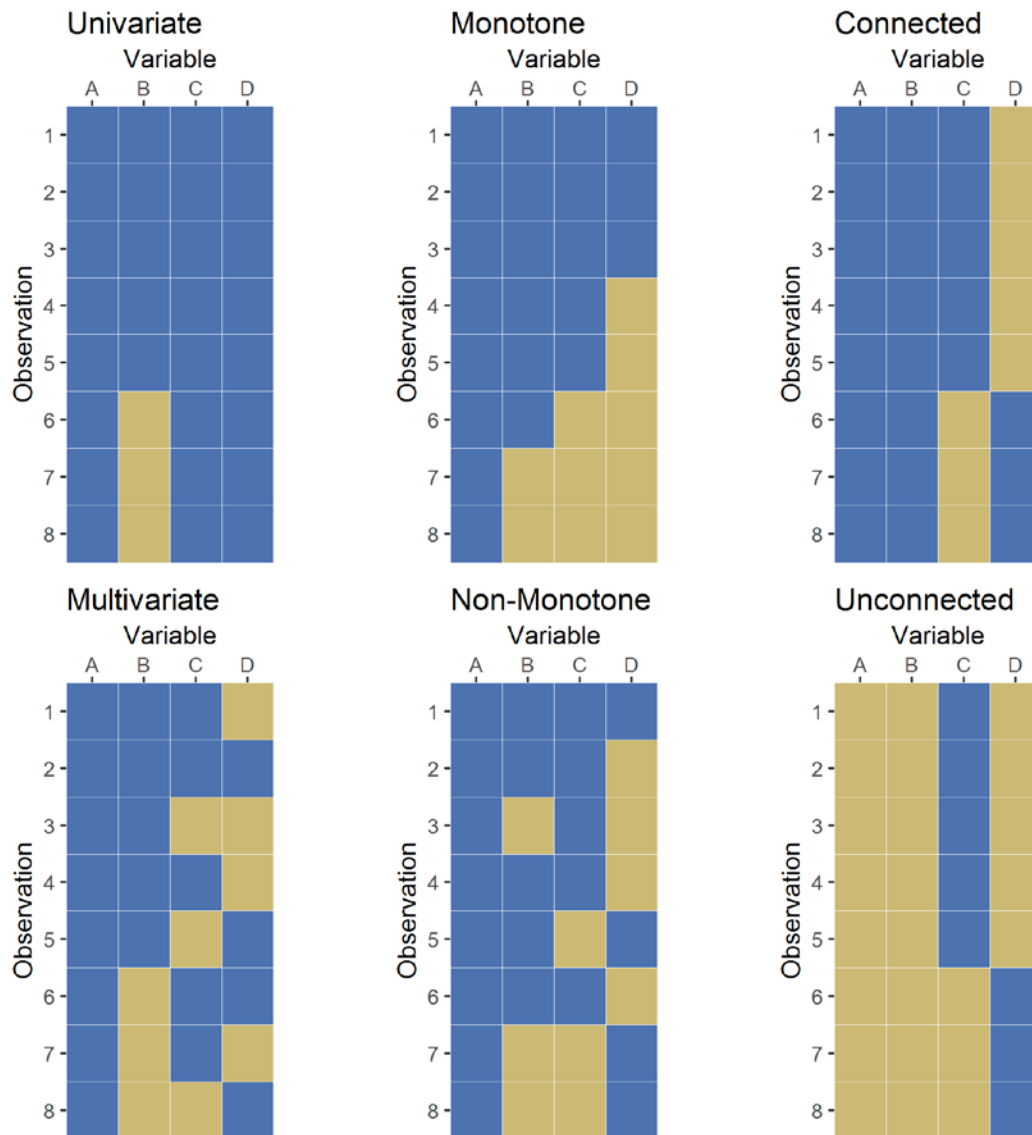 Univariate
Variable
A B C D
Observation
1
2
3
4
5
6
7
8
Monotone
Variable
A B C D
Observation
1
2
3
4
5
6
7
8
Connected
Variable
A B C D
Observation
1
2
3
4
5
6
7
8
Multivariate
Variable
A B C D
Observation
1
2
3
4
5
6
7
8
Non-Monotone
Variable
A B C D
Observation
1
2
3
4
5
6
7
8
Unconnected
Variable
A B C D
Observation
1
2
3
4
5
6
7
8